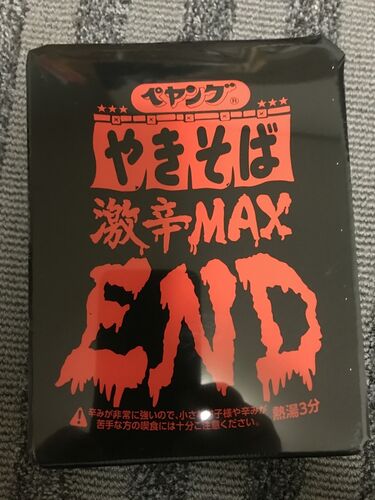 ペヤング®
やきそば
激辛MAX
END
辛みが非常に強いので、小さ お子様や辛みが
苦手な方の喫食には十分ご注意ください。
熱湯3分